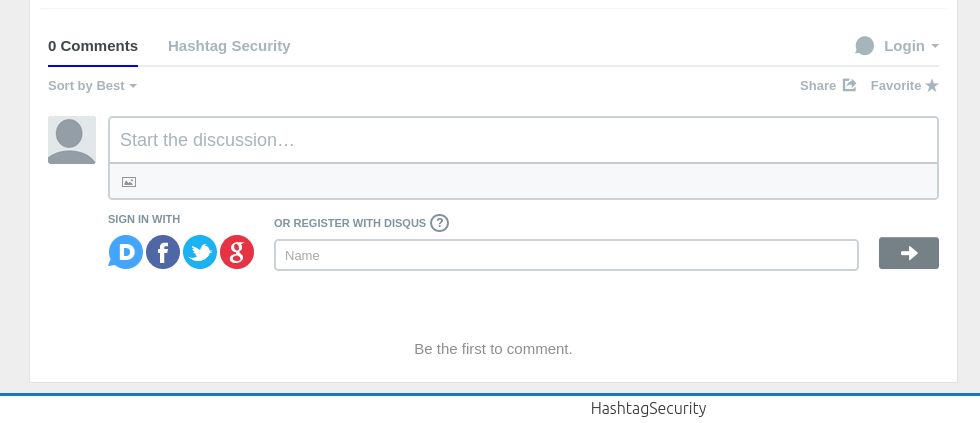 0 Comments Hashtag Security Login
Sort by Best Share Favorite
Start the discussion…
SIGN IN WITH
OR REGISTER WITH DISQUS ?
D f g
Name
Be the first to comment.
HashtagSecurity